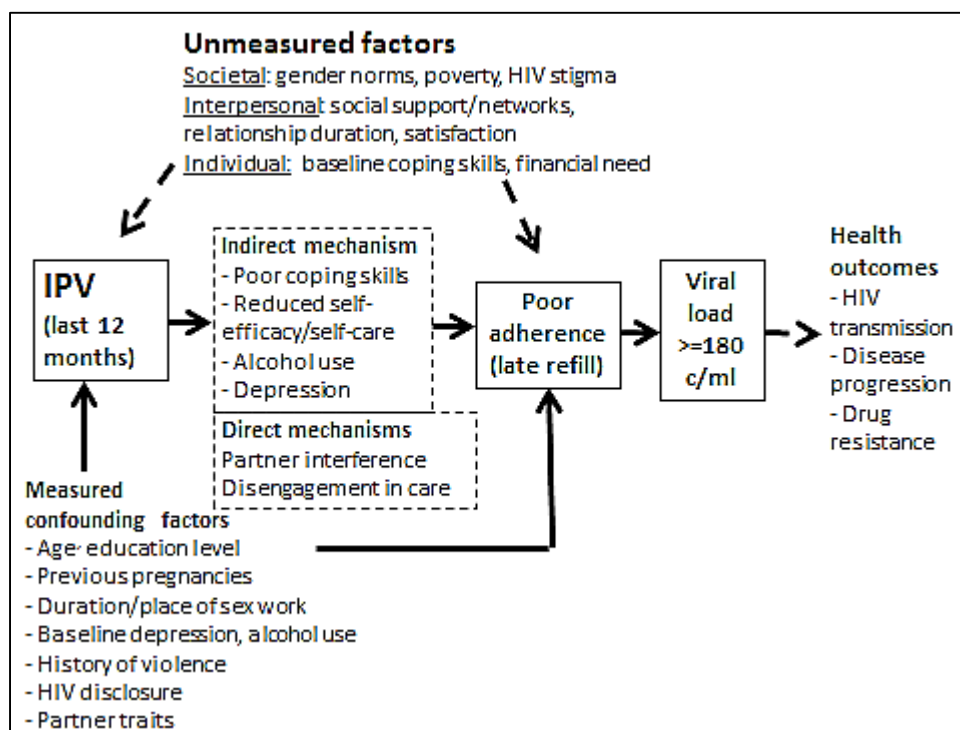 Unmeasured factors
Societal: gender norms, poverty, HIV stigma
Interpersonal: social support/networks,
relationship duration, satisfaction
Individual: baseline coping skills, financial need
IPV
(last 12
months)
Indirect mechanism
- Poor coping skills
- Reduced self-
efficacy/self-care
- Alcohol use
- Depression
Direct mechanisms
Partner interference
Disengagement in care
Poor
adherence
(late refill)
Viral
load
>=180
c/ml
Health
outcomes
- HIV
transmission
- Disease
progression
- Drug
resistance
Measured
confounding factors
- Age- education level
- Previous pregnancies
- Duration/place of sex work
- Baseline depression, alcohol use
- History of violence
- HIV disclosure
- Partner traits